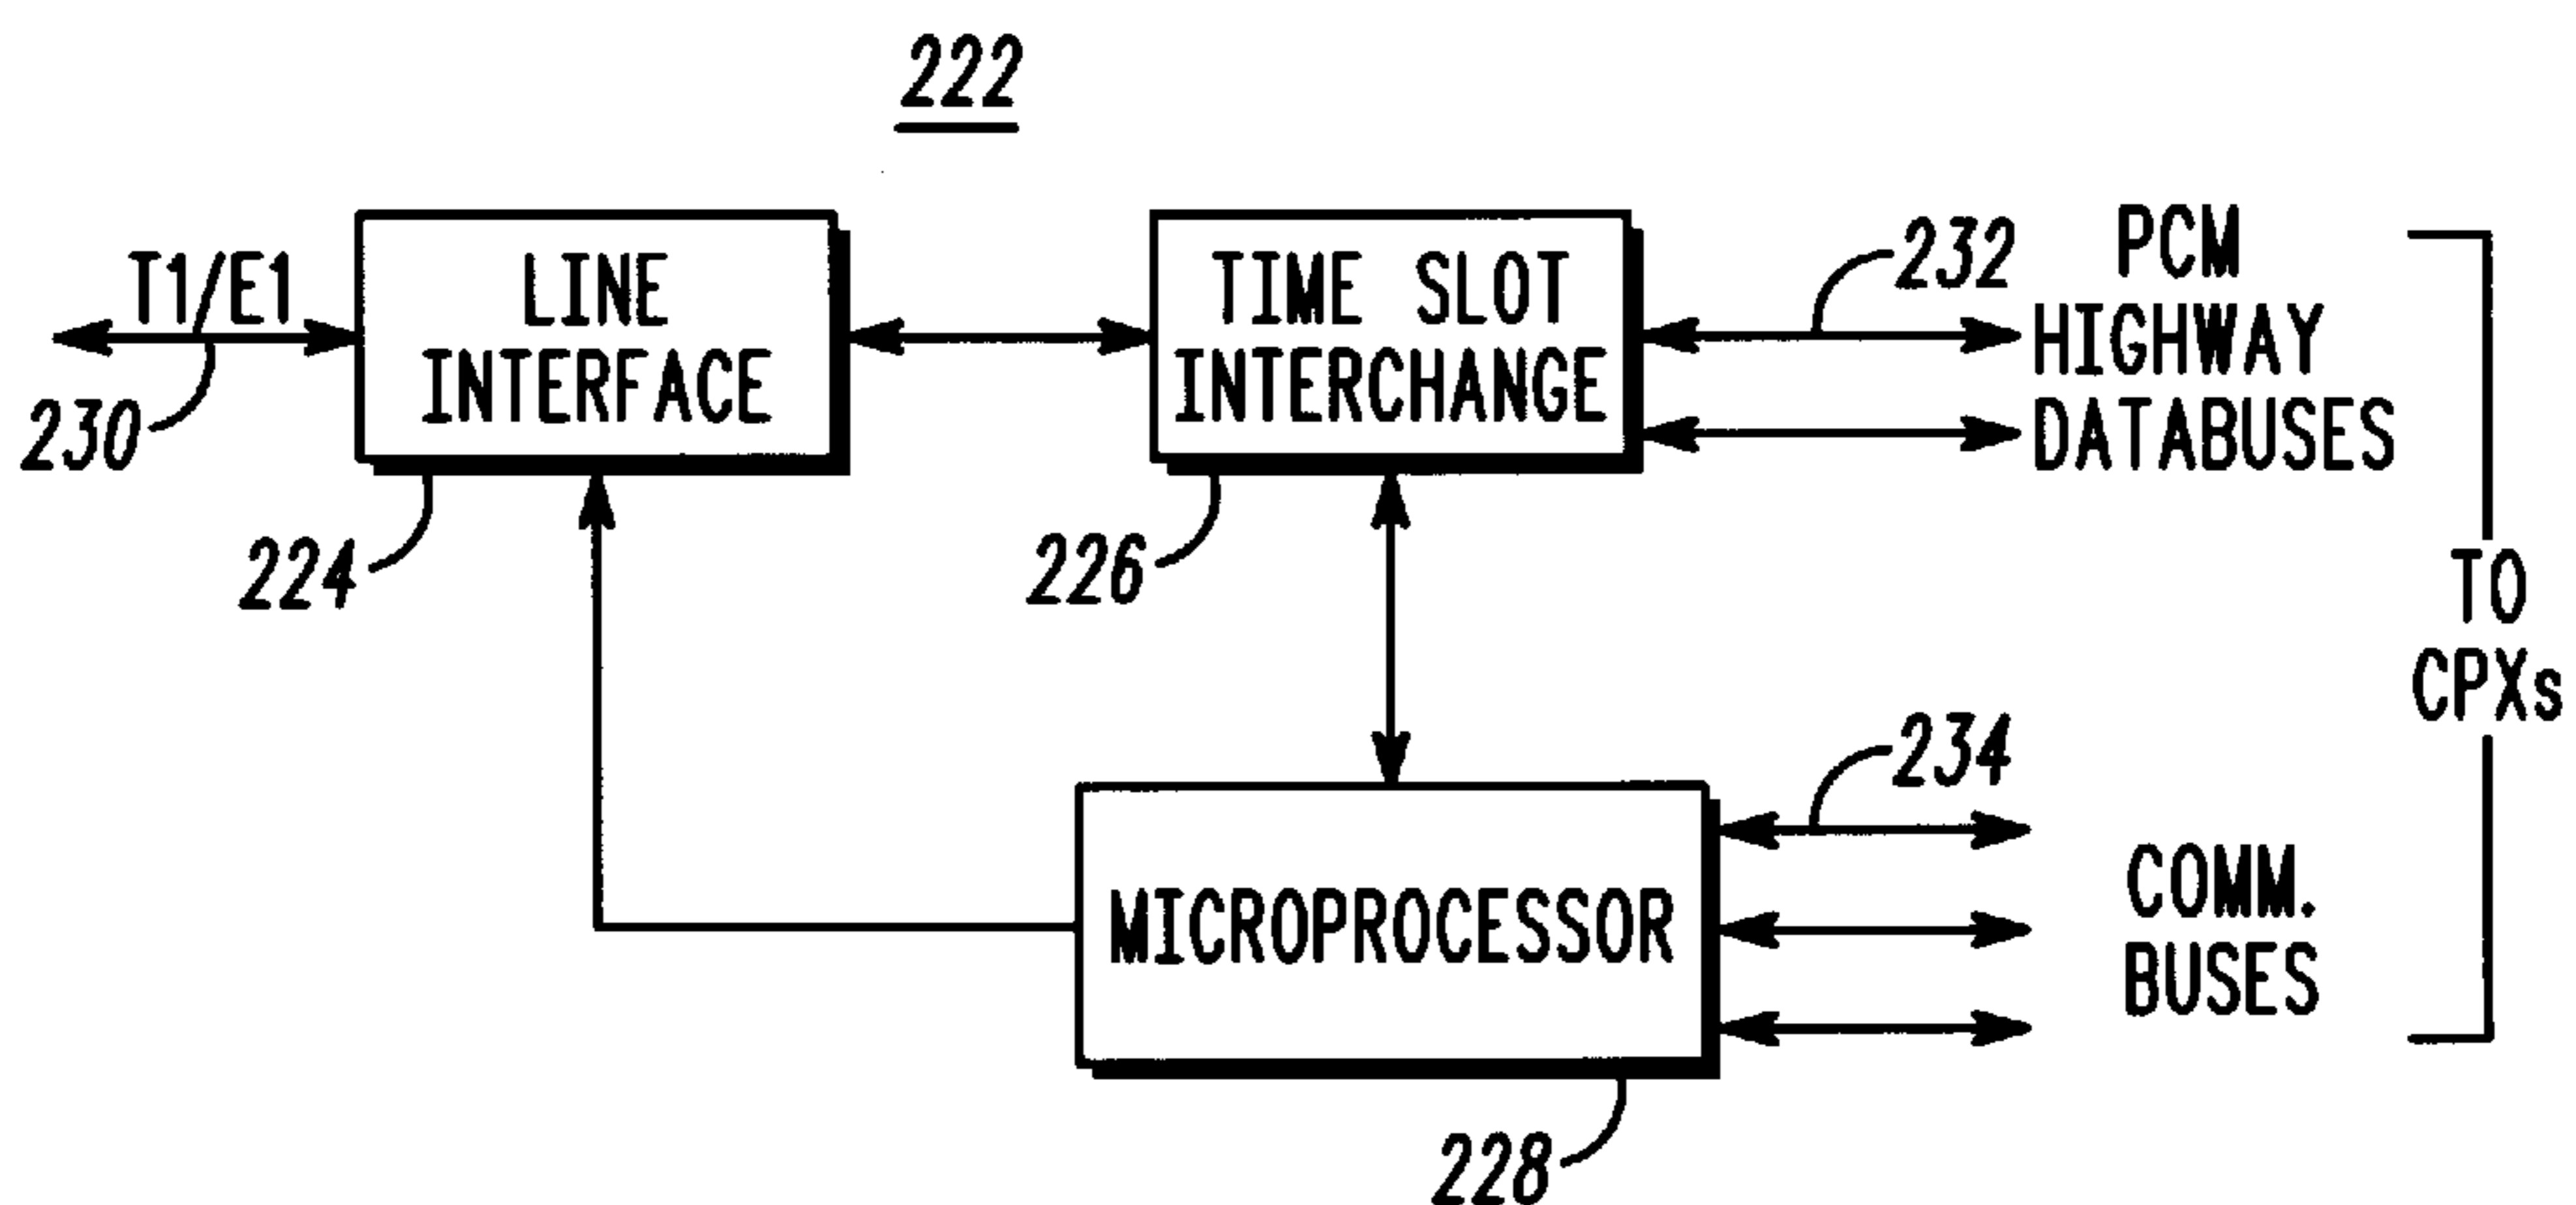 222
T1/E1
230
LINE
INTERFACE
224
TIME SLOT
INTERCHANGE
226
232
PCM
HIGHWAY
DATABUSES
TO
CPXs
234
MICROPROCESSOR
228
COMM.
BUSES